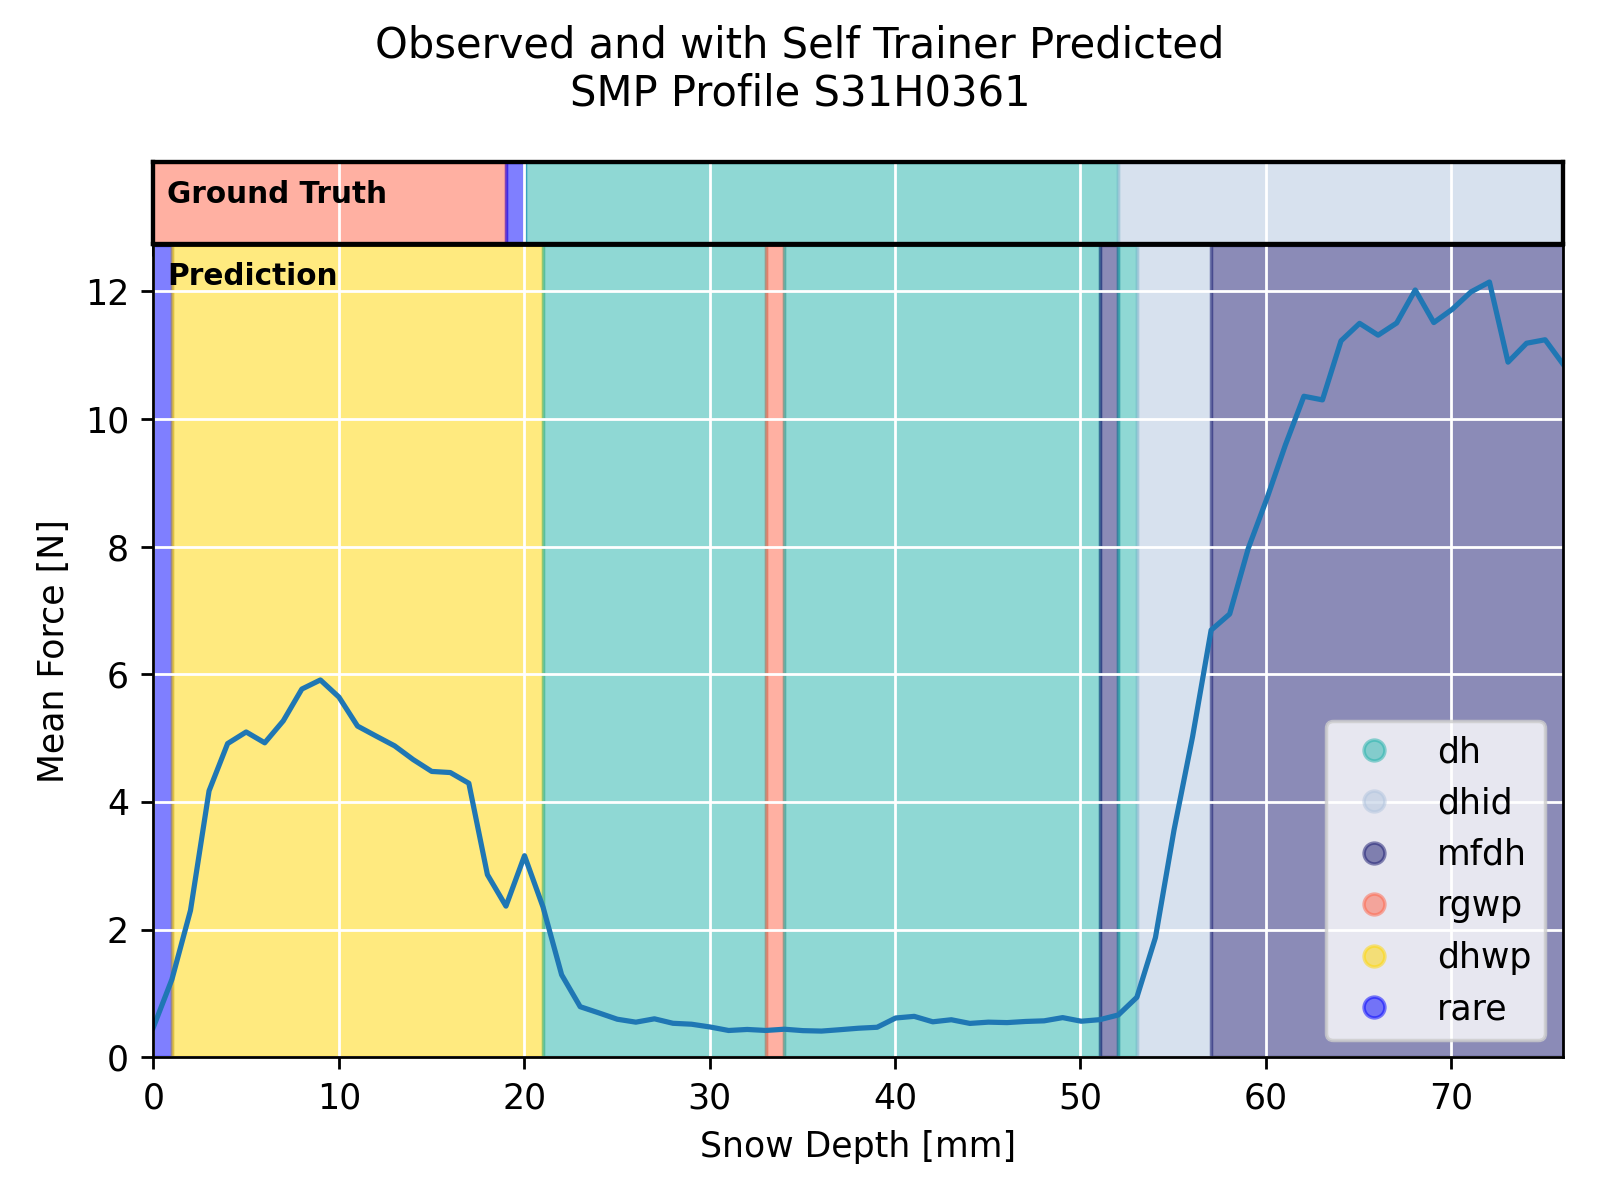 Observed and with Self Trainer Predicted
SMP Profile S31H0361
Ground Truth
Prediction
12
10
8
6
4
2
0
Mean Force [N]
dh
dhid
mfdh
rgwp
dhwp
rare
0 10 20 30 40 50 60 70
Snow Depth [mm]